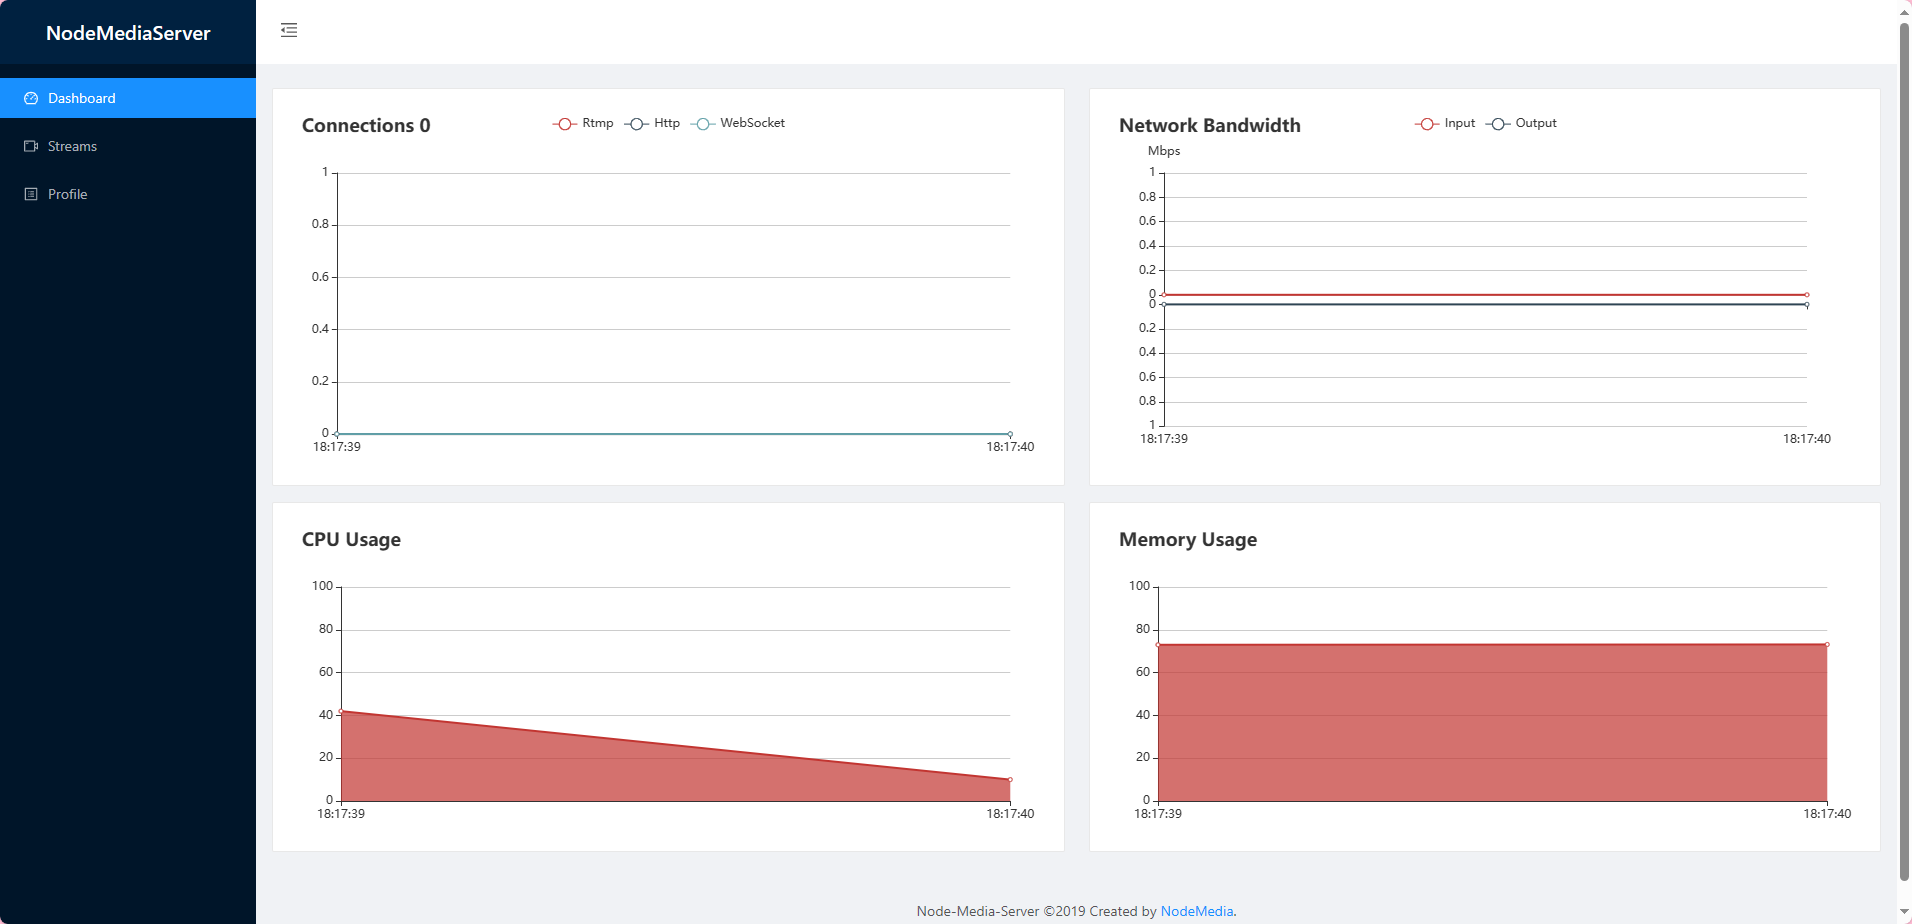 NodeMediaServer
Dashboard
Streams
Profile
Connections 0
Rtmp Http WebSocket
1
0.8
0.6
0.4
0.2
0
18:17:39 18:17:40
Network Bandwidth
Input Output
Mbps
1
0.8
0.6
0.4
0.2
0
0
0.2
0.4
0.6
0.8
1
18:17:39 18:17:40
CPU Usage
100
80
60
40
20
0
18:17:39 18:17:40
Memory Usage
100
80
60
40
20
0
18:17:39 18:17:40
Node-Media-Server ©2019 Created by NodeMedia.